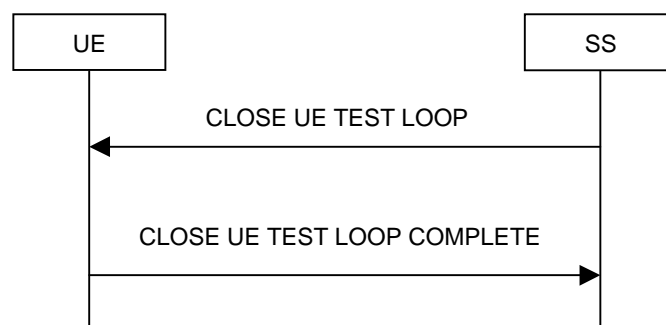 UE
SS
CLOSE UE TEST LOOP
CLOSE UE TEST LOOP COMPLETE